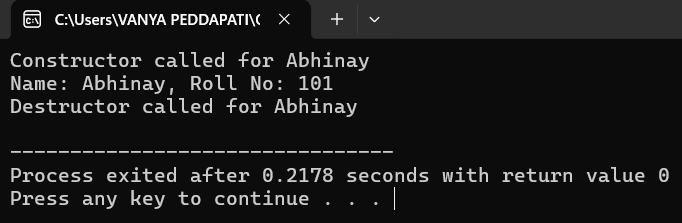 C:\Users\VANYA PEDDAPATI\
Constructor called for Abhinay
Name: Abhinay, Roll No: 101
Destructor called for Abhinay
--------------------------------
Process exited after 0.2178 seconds with return value 0
Press any key to continue . . .